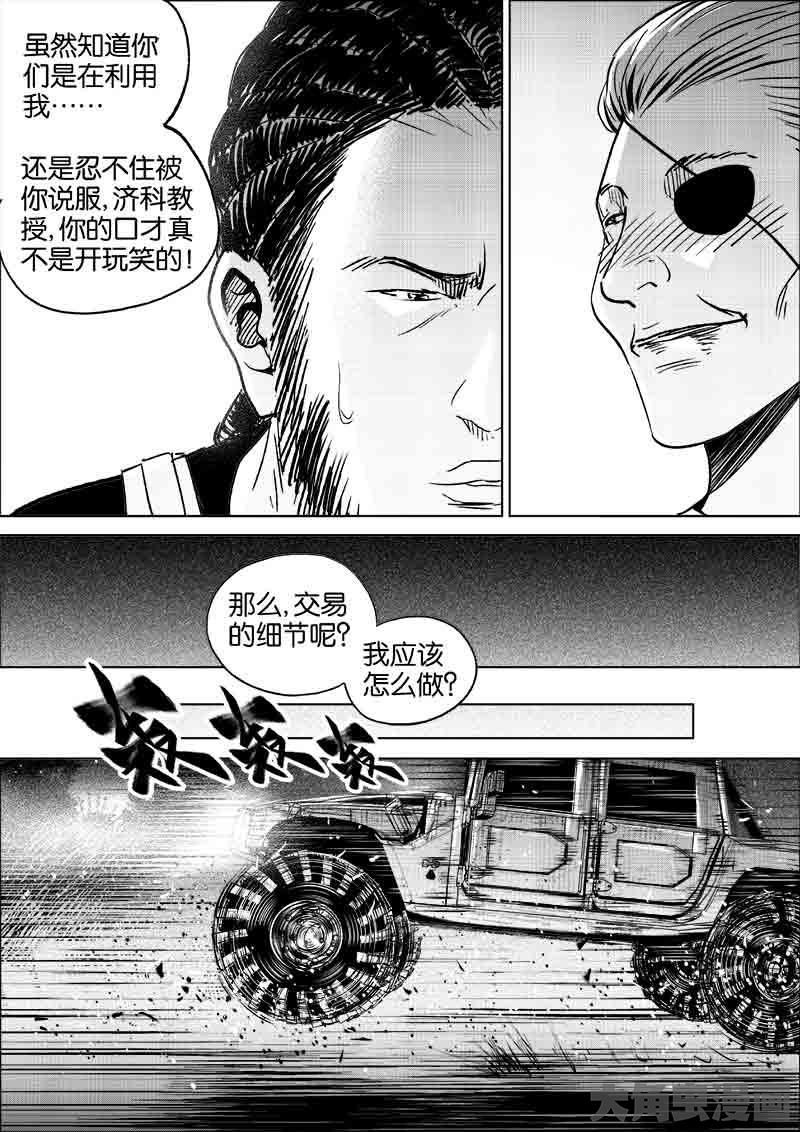 虽然知道你
们是在利用
我……
还是忍不住被
你说服,济科教
授,你的口才真
不是开玩笑的!
那么,交易
的细节呢?
我应该
怎么做?
大角虫漫画